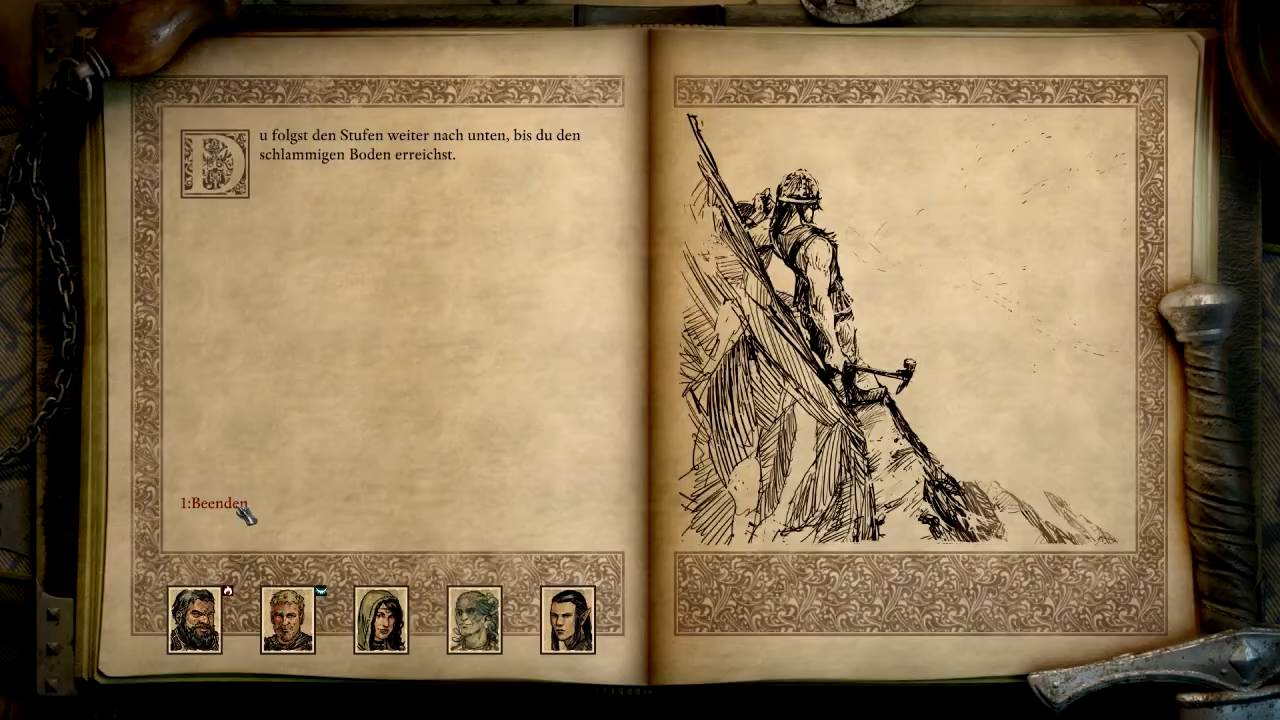 Du folgst den Stufen weiter nach unten, bis du den
schlammigen Boden erreichst.
1:Beenden